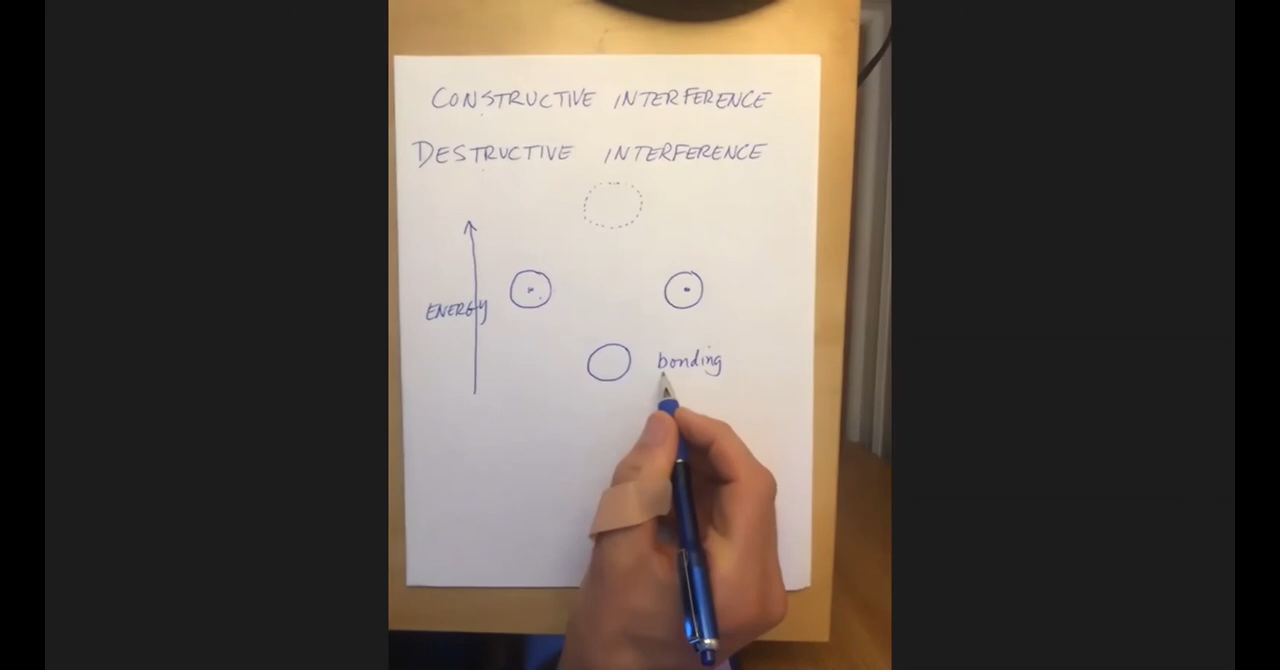 CONSTRUCTIVE INTERFERENCE
DESTRUCTIVE INTERFERENCE
ENERGY
bonding